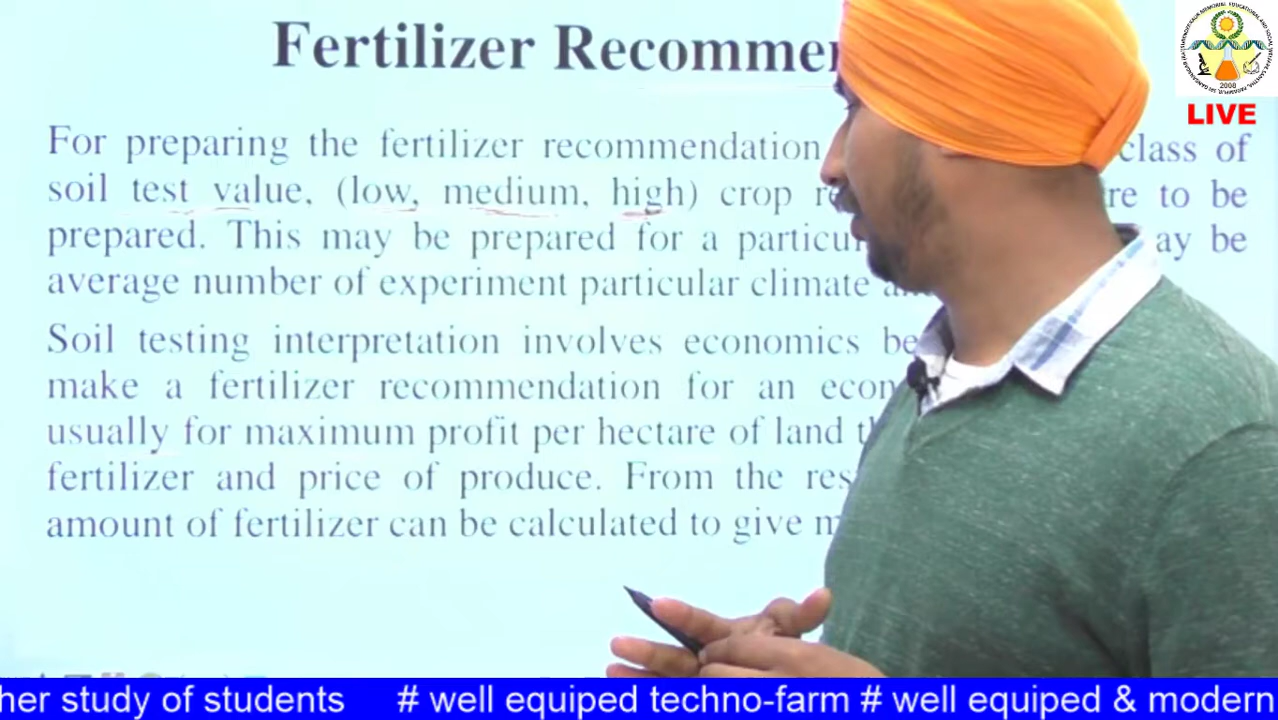 Fertilizer Recommen
For preparing the fertilizer recommendation class of
soil test value, (low, medium, high) crop re to be
prepared. This may be prepared for a particu ay be
average number of experiment particular climate
Soil testing interpretation involves economics be
make a fertilizer recommendation for an econ
usually for maximum profit per hectare of land
fertilizer and price of produce. From the res
amount of fertilizer can be calculated to give
2008
LIVE
her study of students # well equiped techno-farm # well equiped & modern